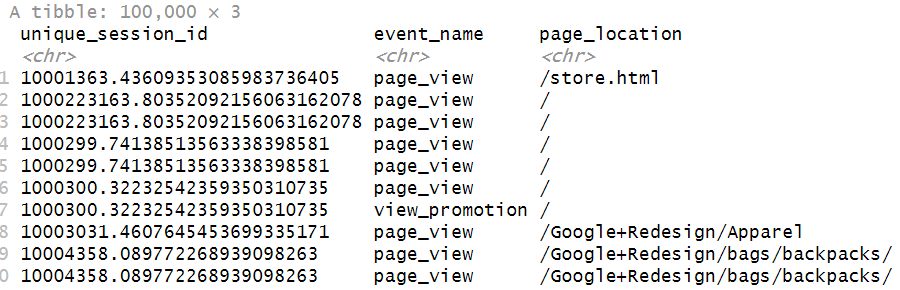 A tibble: 100,000 × 3
unique_session_id event_name page_location
<chr> <chr> <chr>
1 10001363.43609353085983736405 page_view /store.html
2 1000223163.80352092156063162078 page_view /
3 1000223163.80352092156063162078 page_view /
4 1000299.74138513563338398581 page_view /
5 1000299.74138513563338398581 page_view /
6 1000300.32232542359350310735 page_view /
7 1000300.32232542359350310735 view_promotion /
8 10003031.4607645453699335171 page_view /Google+Redesign/Apparel
9 10004358.089772268939098263 page_view /Google+Redesign/bags/backpacks/
0 10004358.089772268939098263 page_view /Google+Redesign/bags/backpacks/